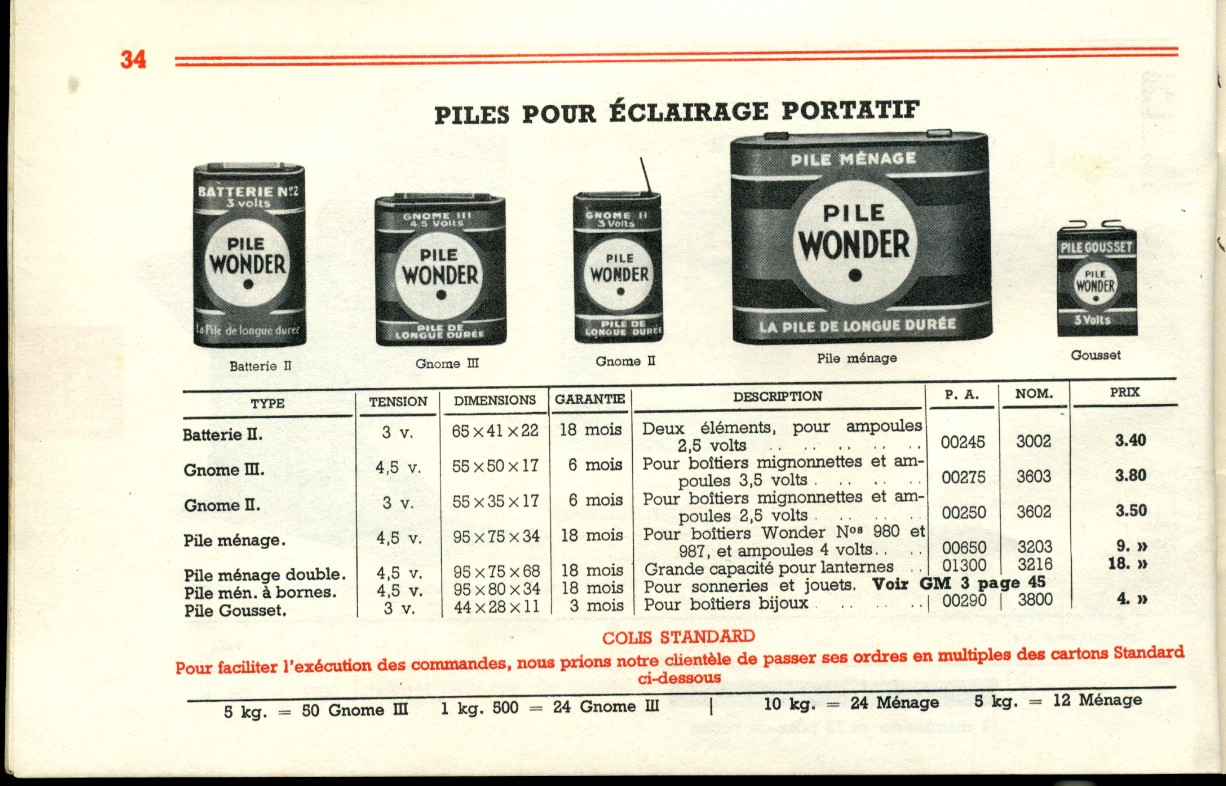 34
PILES POUR ÉCLAIRAGE PORTATIF
BATTERIE Nº2
3 volts
PILE
WONDER
La Pile de longue durée
GNOME III
4 5 VOLTS
PILE
WONDER
PILE DE
LONGUE DURÉE
GNOME II
3 Volts
PILE
WONDER
PILE DE
LONGUE DURÉE
PILE MÉNAGE
PILE
WONDER
LA PILE DE LONGUE DURÉE
PILE GOUSSET
PILE
WONDER
3 Volts
Batterie II
Gnome III
Gnome II
Pile ménage
Gousset
TYPE TENSION DIMENSIONS GARANTIE DESCRIPTION P. A. NOM. PRIX
Batterie II. 3 v. 65 × 41 × 22 18 mois Deux éléments, pour ampoules
2,5 volts .. .. .. .. .. .. 00245 3002 3.40
Gnome III. 4,5 v. 55 × 50 × 17 6 mois Pour boîtiers mignonnettes et am-
poules 3,5 volts . .. .. .. .. 00275 3603 3.80
Gnome II. 3 v. 55 × 35 × 17 6 mois Pour boîtiers mignonnettes et am-
poules 2,5 volts . .. .. .. .. 00250 3602 3.50
Pile ménage. 4,5 v. 95 × 75 × 34 18 mois Pour boîtiers Wonder Nos 980 et
987, et ampoules 4 volts. . .. 00650 3203 9. »
Pile ménage double. 4,5 v. 95 × 75 × 68 18 mois Grande capacité pour lanternes .. 01300 3216 18. »
Pile mén. à bornes. 4,5 v. 95 × 80 × 34 18 mois Pour sonneries et jouets. Voir GM 3 page 45
Pile Gousset. 3 v. 44 × 28 × 11 3 mois Pour boîtiers bijoux . .. .. .. .. 00290 3800 4. »
COLIS STANDARD
Pour faciliter l'exécution des commandes, nous prions notre clientèle de passer ses ordres en multiples des cartons Standard
ci-dessous
5 kg. = 50 Gnome III 1 kg. 500 = 24 Gnome III | 10 kg. = 24 Ménage 5 kg. = 12 Ménage